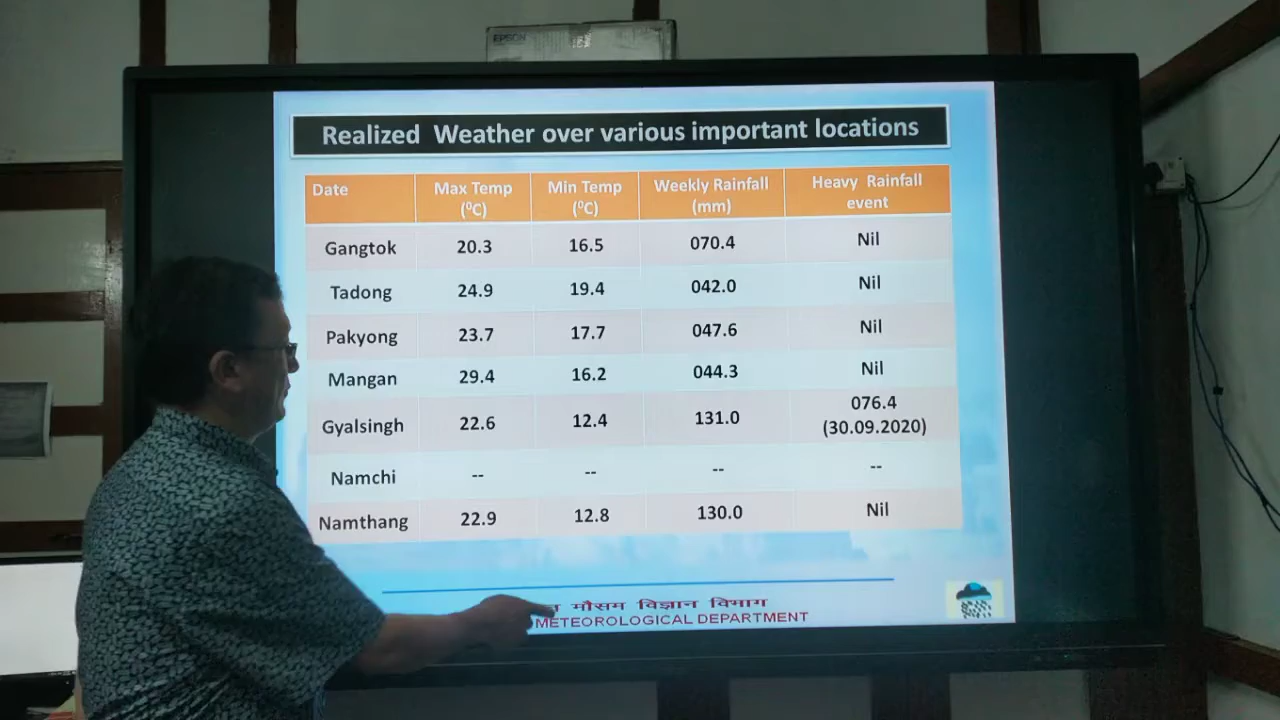 EPSON
Realized Weather over various important locations
Date Max Temp (⁰C) Min Temp (⁰C) Weekly Rainfall (mm) Heavy Rainfall event
Gangtok 20.3 16.5 070.4 Nil
Tadong 24.9 19.4 042.0 Nil
Pakyong 23.7 17.7 047.6 Nil
Mangan 29.4 16.2 044.3 Nil
Gyalsingh 22.6 12.4 131.0 076.4 (30.09.2020)
Namchi -- -- -- --
Namthang 22.9 12.8 130.0 Nil
मौसम विज्ञान विभाग
METEOROLOGICAL DEPARTMENT